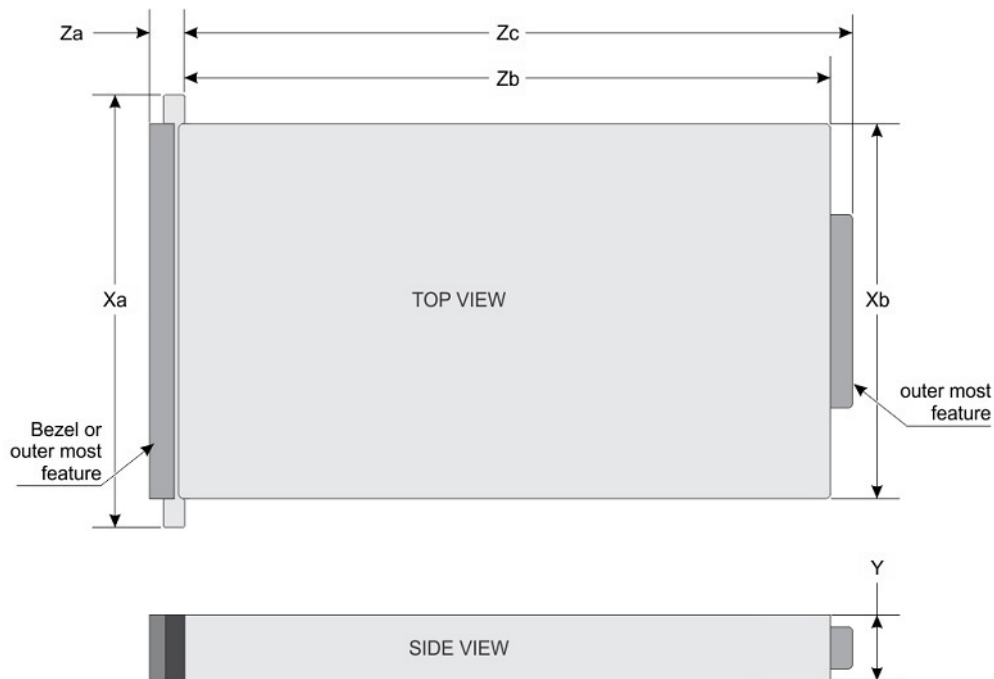 Za
Zc
Zb
Xa
TOP VIEW
Xb
outer most
feature
Bezel or
outer most
feature
Y
SIDE VIEW